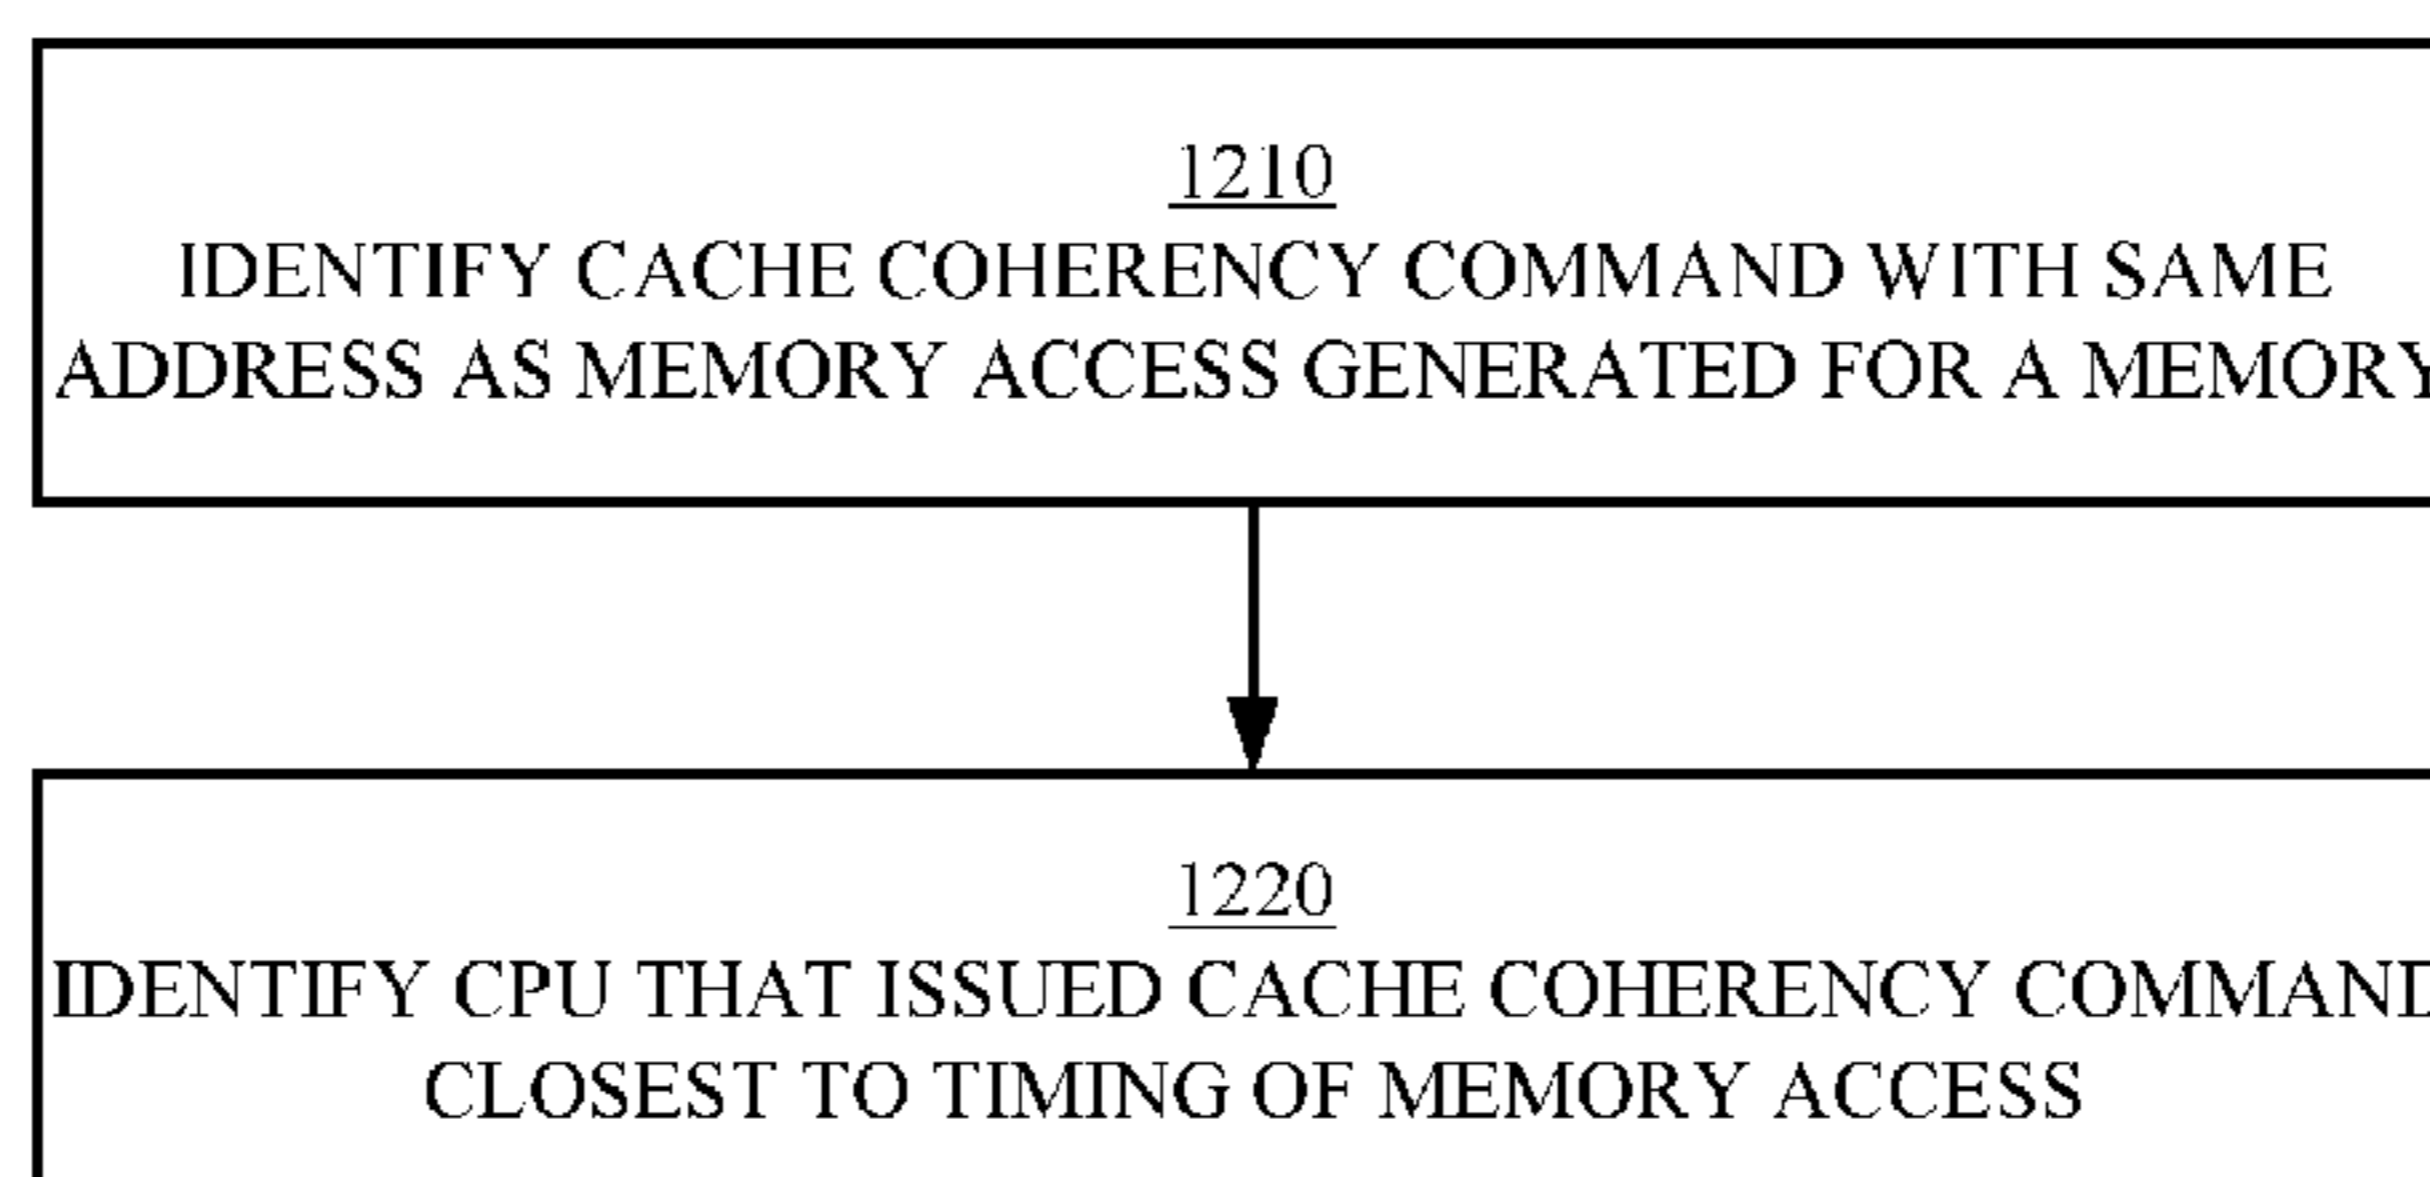 1210
IDENTIFY CACHE COHERENCY COMMAND WITH SAME
ADDRESS AS MEMORY ACCESS GENERATED FOR A MEMORY
1220
IDENTIFY CPU THAT ISSUED CACHE COHERENCY COMMAND
CLOSEST TO TIMING OF MEMORY ACCESS